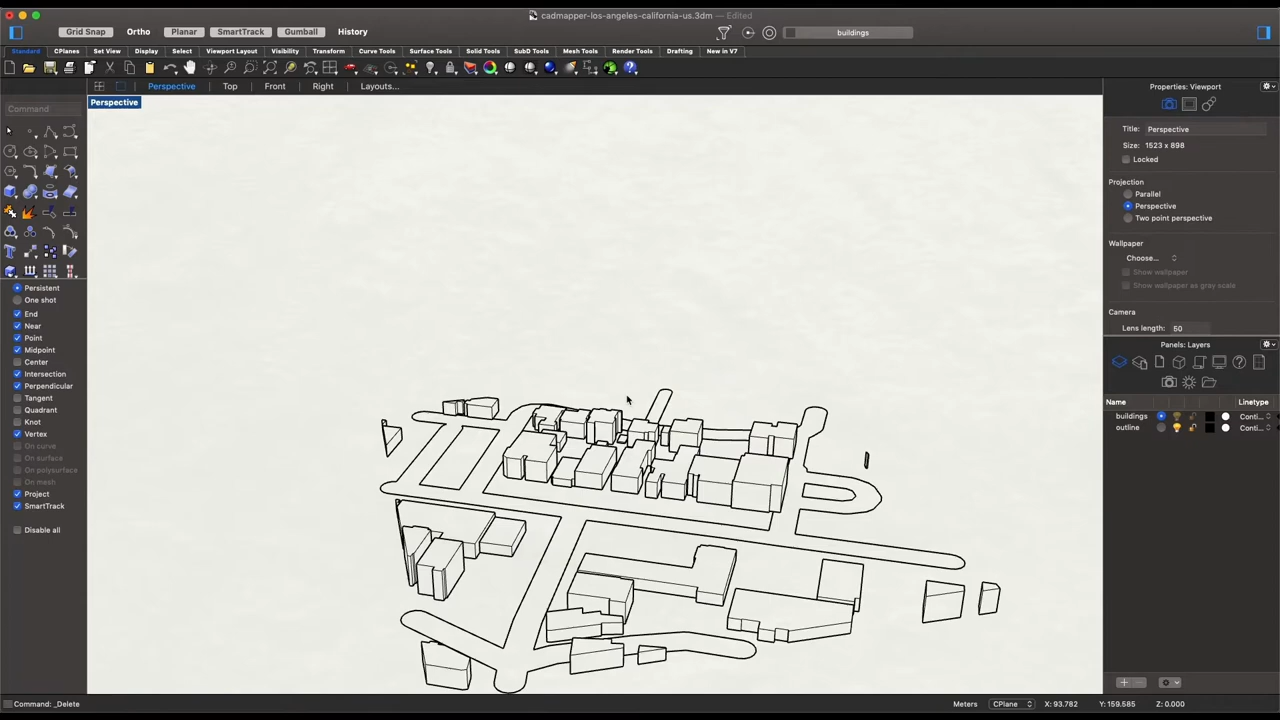 cadmapper-los-angeles-california-us.3dm — Edited
Grid Snap Ortho Planar SmartTrack Gumball History buildings
Standard CPlanes Set View Display Select Viewport Layout Visibility Transform Curve Tools Surface Tools Solid Tools SubD Tools Mesh Tools Render Tools Drafting New in V7
Perspective Top Front Right Layouts...
Properties: Viewport
Perspective
Command
Title: Perspective
Size: 1523 x 898
Locked
Projection
Parallel
Perspective
Two point perspective
Wallpaper
Choose...
Show wallpaper
Show wallpaper as gray scale
Camera
Lens length: 50
Panels: Layers
Name Linetype
buildings Conti...
outline Conti...
Persistent
One shot
End
Near
Point
Midpoint
Center
Intersection
Perpendicular
Tangent
Quadrant
Knot
Vertex
On curve
On surface
On polysurface
On mesh
Project
SmartTrack
Disable all
Command: _Delete
Meters CPlane X: 93.782 Y: 159.585 Z: 0.000